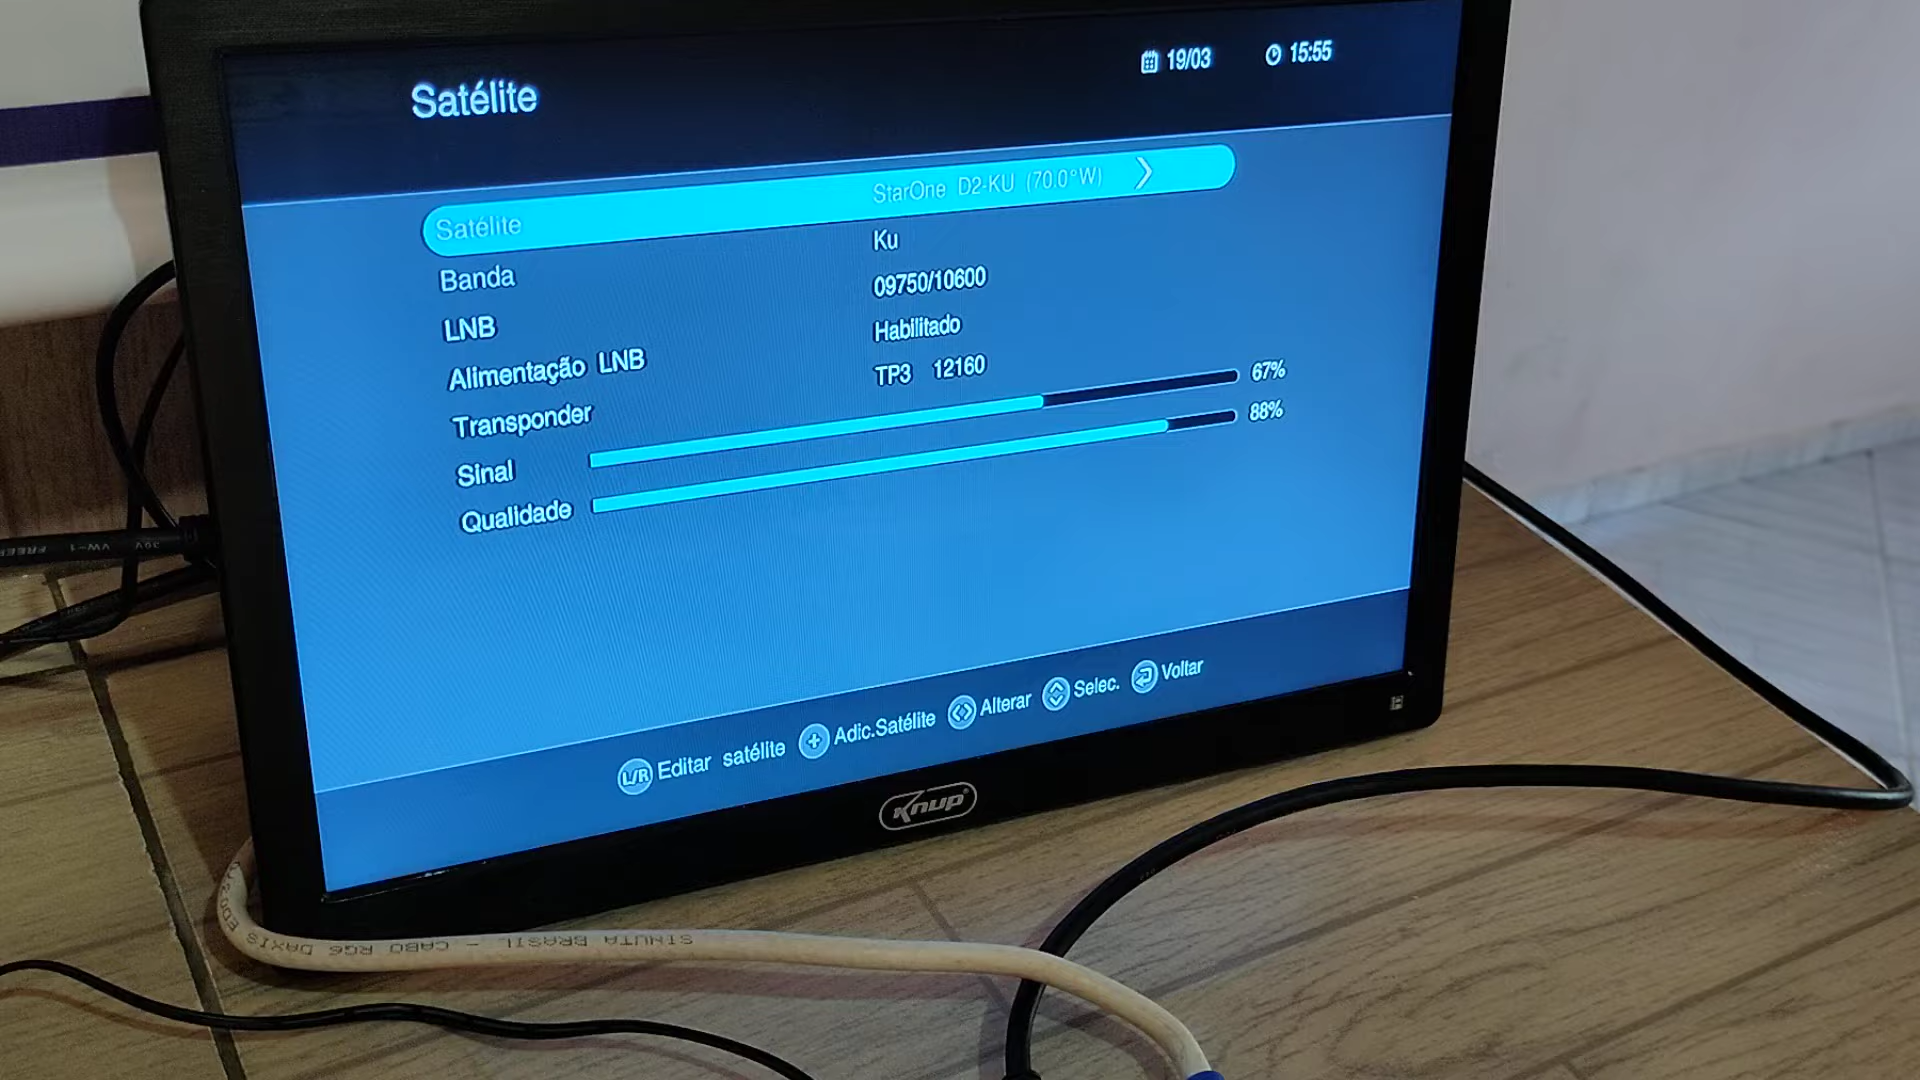 19/03 15:55
Satélite
Satélite StarOne D2-KU (70.0°W)
Banda Ku
LNB 09750/10600
Alimentação LNB Habilitado
Transponder TP3 12160
Sinal 67%
Qualidade 88%
L/R Editar satélite Adic.Satélite Alterar Selec. Voltar
Knup
SINUTA BRASIL - CABO RG6 DAXIS
VW-1